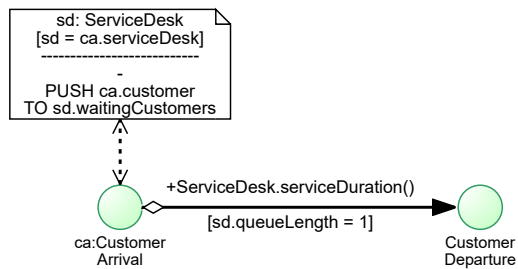 sd: ServiceDesk
[sd = ca.serviceDesk]
---------------------------
-
PUSH ca.customer
TO sd.waitingCustomers
+ServiceDesk.serviceDuration()
[sd.queueLength = 1]
ca:Customer
Arrival
Customer
Departure